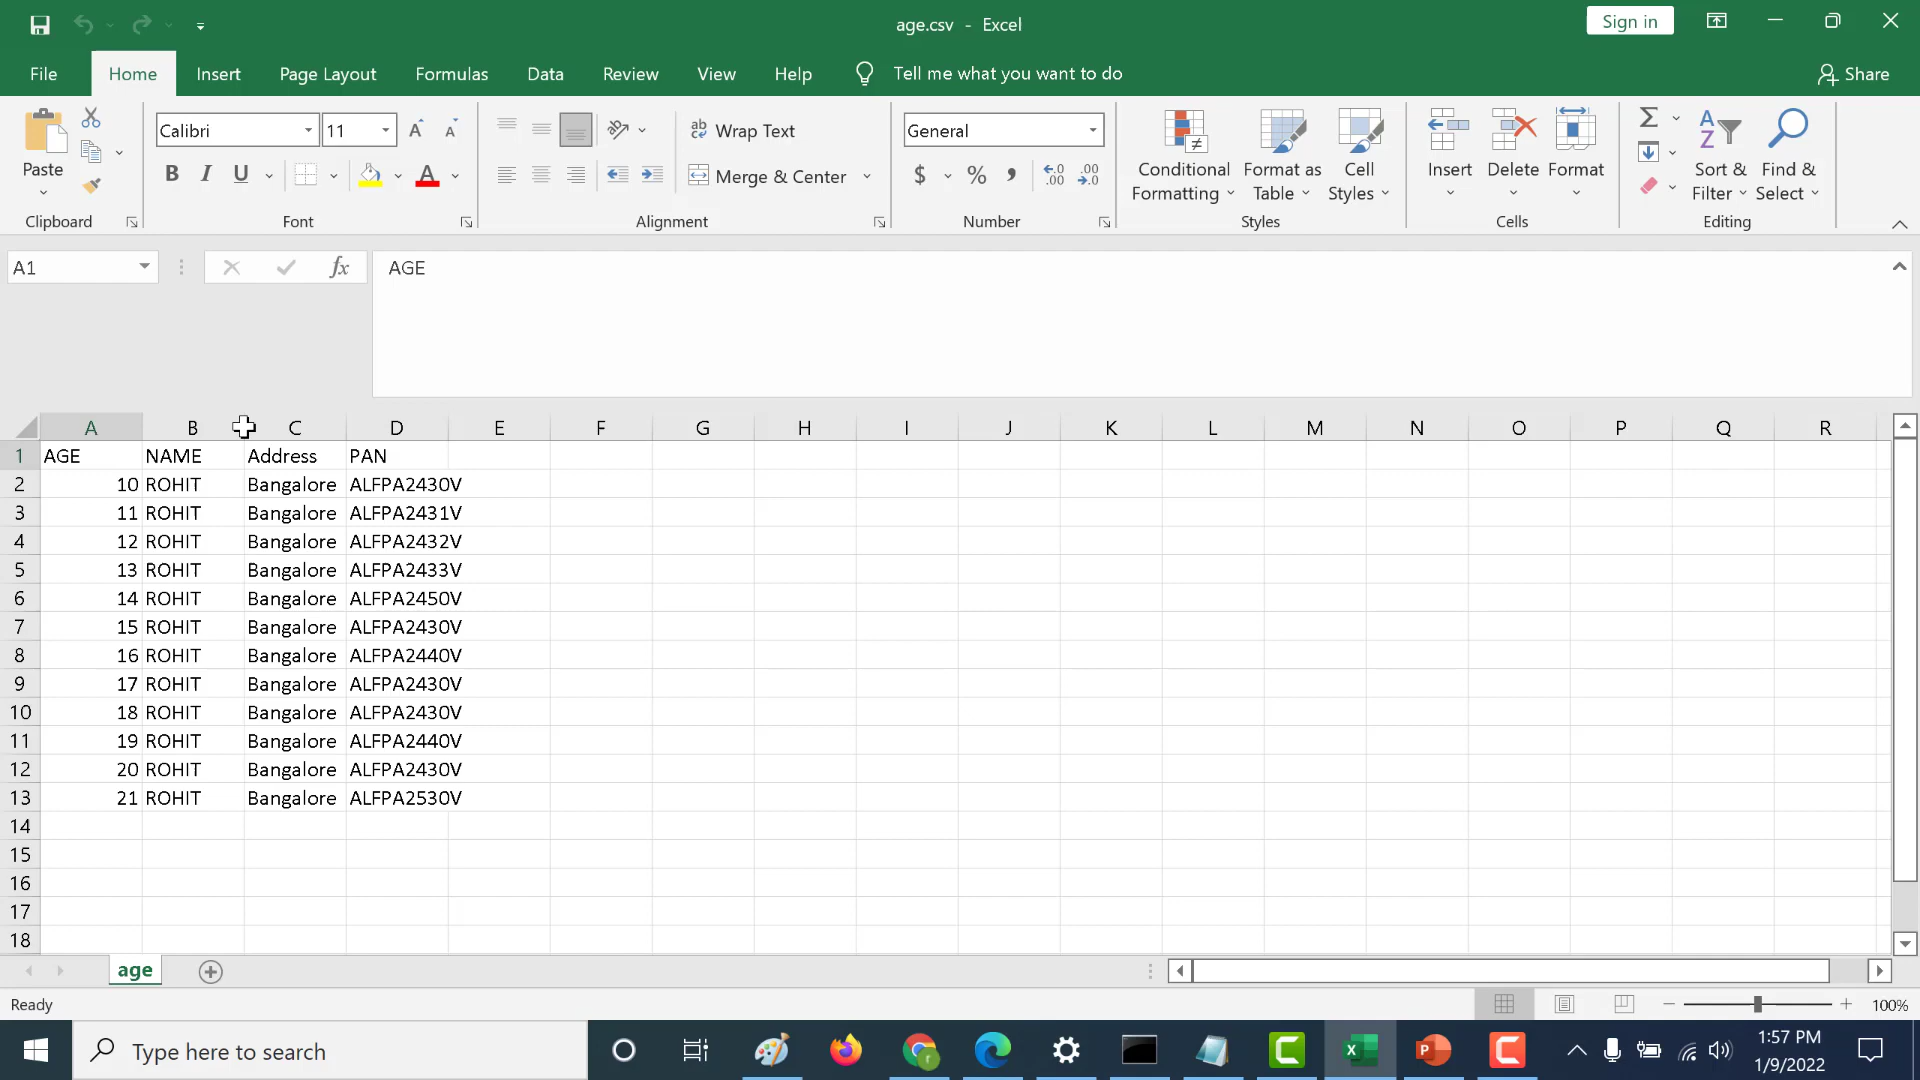 age.csv - Excel
Sign in
File Home Insert Page Layout Formulas Data Review View Help Tell me what you want to do Share
Paste
Clipboard
Calibri 11
B I U
Font
Wrap Text
Merge & Center
Alignment
General
$ % , .00 .00
Number
Conditional Formatting
Format as Table
Cell Styles
Styles
Insert Delete Format
Cells
Sort & Filter
Find & Select
Editing
A1 fx AGE
A B C D E F G H I J K L M N O P Q R
1 AGE NAME Address PAN
2 10 ROHIT Bangalore ALFPA2430V
3 11 ROHIT Bangalore ALFPA2431V
4 12 ROHIT Bangalore ALFPA2432V
5 13 ROHIT Bangalore ALFPA2433V
6 14 ROHIT Bangalore ALFPA2450V
7 15 ROHIT Bangalore ALFPA2430V
8 16 ROHIT Bangalore ALFPA2440V
9 17 ROHIT Bangalore ALFPA2430V
10 18 ROHIT Bangalore ALFPA2430V
11 19 ROHIT Bangalore ALFPA2440V
12 20 ROHIT Bangalore ALFPA2430V
13 21 ROHIT Bangalore ALFPA2530V
14
15
16
17
18
age
Ready
100%
Type here to search
1:57 PM
1/9/2022